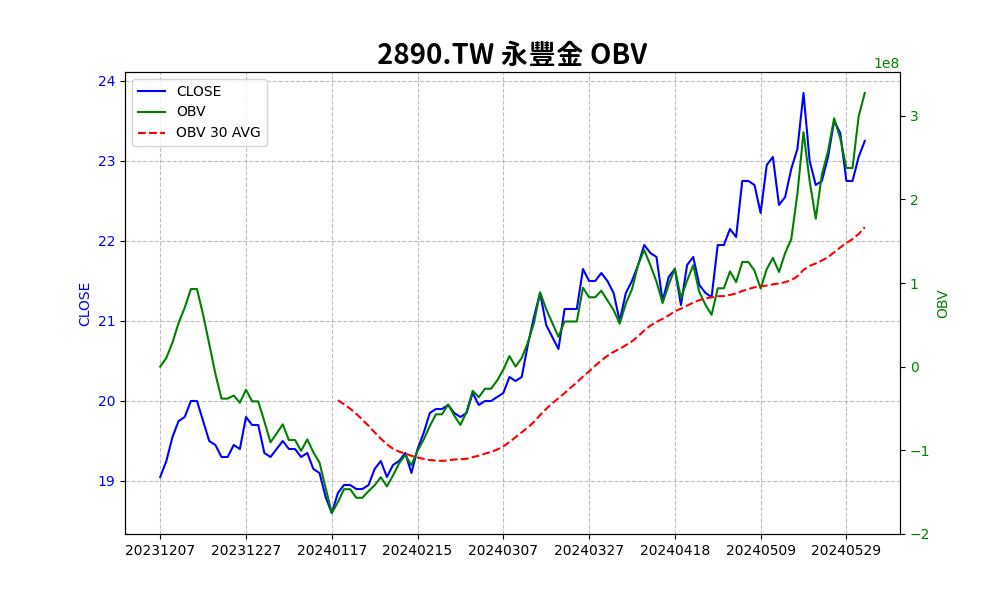 2890.TW 永豐金 OBV
1e8
CLOSE
OBV
OBV 30 AVG
24
23
22
21
20
19
CLOSE
3
2
1
0
−1
−2
OBV
20231207 20231227 20240117 20240215 20240307 20240327 20240418 20240509 20240529